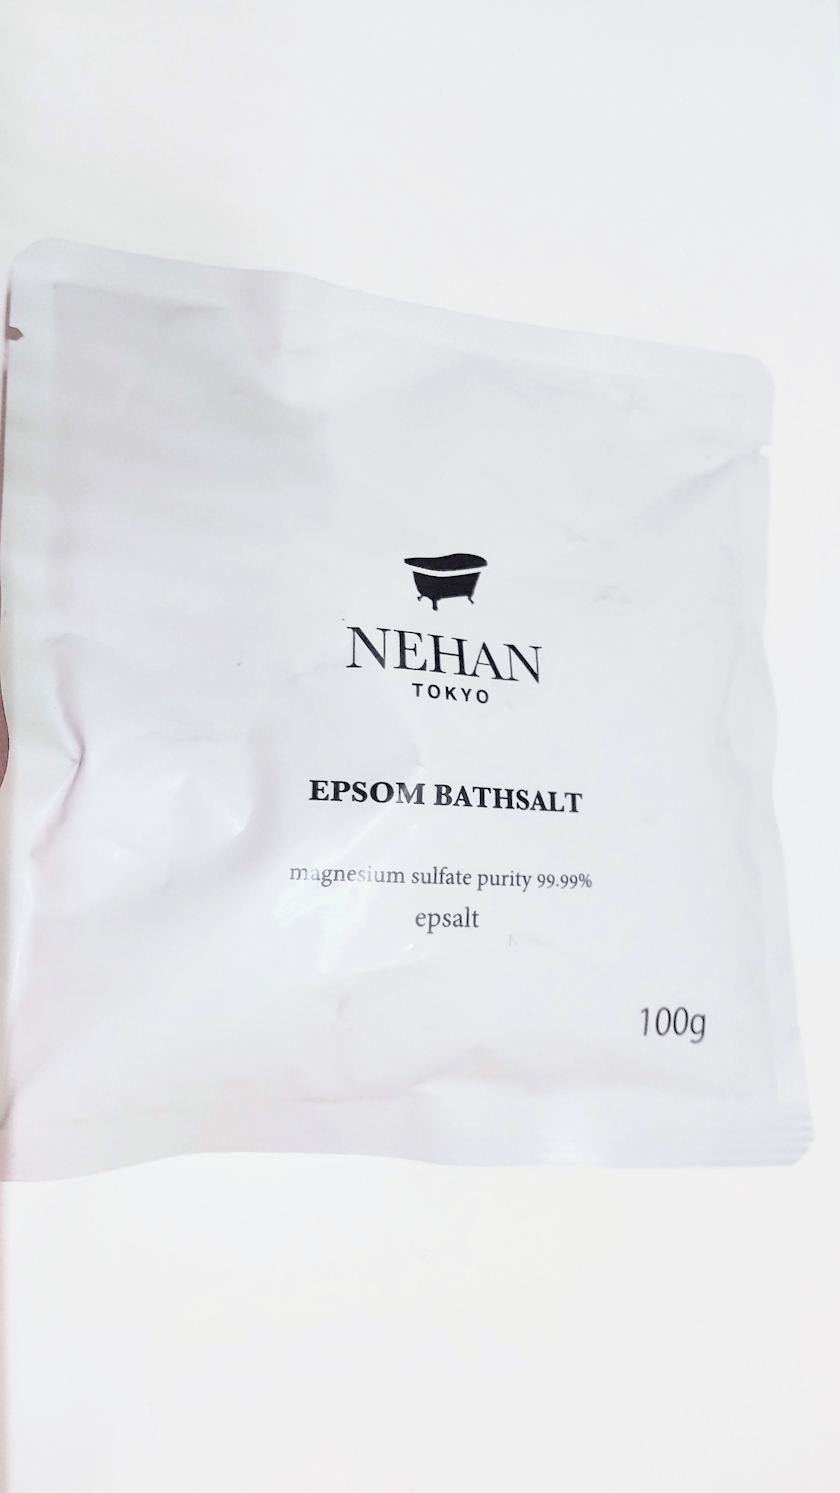 NEHAN
TOKYO
EPSOM BATHSALT
magnesium sulfate purity 99.99%
epsalt
100g